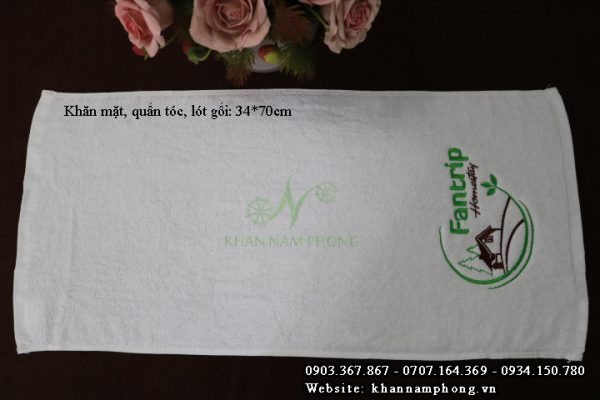 Khăn mặt, quấn tóc, lót gối: 34*70cm
Fantrip
Homestay
KHĂN NAM PHONG
0903.367.867 - 0707.164.369 - 0934.150.780
Website: khannamphong.vn